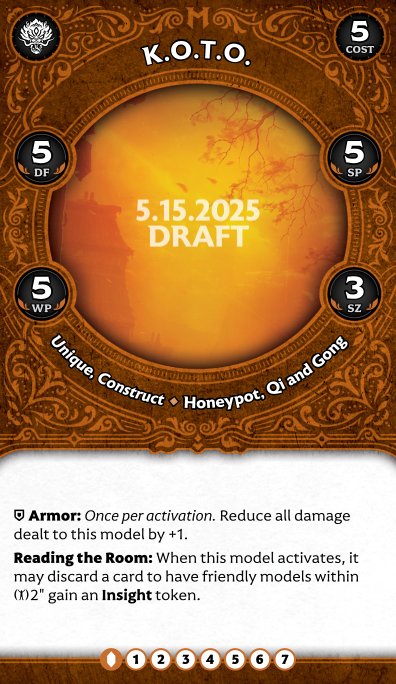 5
COST
K.O.T.O.
5
DF
5
SP
5.15.2025
DRAFT
5
WP
3
SZ
Unique, Construct ◆ Honeypot, Qi and Gong
Armor: Once per activation. Reduce all damage
dealt to this model by +1.
Reading the Room: When this model activates, it
may discard a card to have friendly models within
2" gain an Insight token.
1 2 3 4 5 6 7